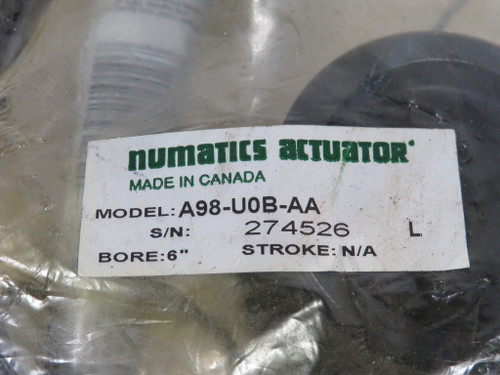 numatics actuator
MADE IN CANADA
MODEL: A98-U0B-AA
S/N: 274526 L
BORE: 6" STROKE: N/A